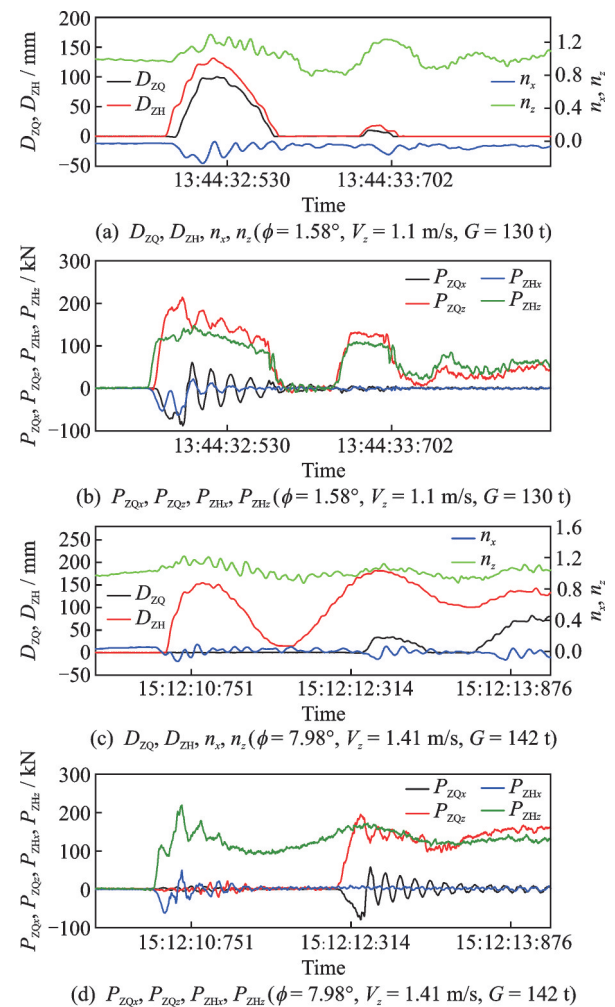 200
150
100
50
0
−50
D_ZQ, D_ZH / mm
D_ZQ
D_ZH
n_x
n_z
1.2
0.8
0.4
0.0
n_x, n_z
13:44:32:530 13:44:33:702
Time
(a) D_ZQ, D_ZH, n_x, n_z (ϕ = 1.58°, V_z = 1.1 m/s, G = 130 t)
300
200
100
0
−100
P_ZQx, P_ZQz, P_ZHx, P_ZHz / kN
P_ZQx P_ZHx
P_ZQz P_ZHz
13:44:32:530 13:44:33:702
Time
(b) P_ZQx, P_ZQz, P_ZHx, P_ZHz (ϕ = 1.58°, V_z = 1.1 m/s, G = 130 t)
250
200
150
100
50
0
−50
D_ZQ, D_ZH / mm
n_x
n_z
D_ZQ
D_ZH
1.6
1.2
0.8
0.4
0.0
n_x, n_z
15:12:10:751 15:12:12:314 15:12:13:876
Time
(c) D_ZQ, D_ZH, n_x, n_z (ϕ = 7.98°, V_z = 1.41 m/s, G = 142 t)
300
200
100
0
−100
P_ZQx, P_ZQz, P_ZHx, P_ZHz / kN
P_ZQx P_ZHx
P_ZQz P_ZHz
15:12:10:751 15:12:12:314 15:12:13:876
Time
(d) P_ZQx, P_ZQz, P_ZHx, P_ZHz (ϕ = 7.98°, V_z = 1.41 m/s, G = 142 t)